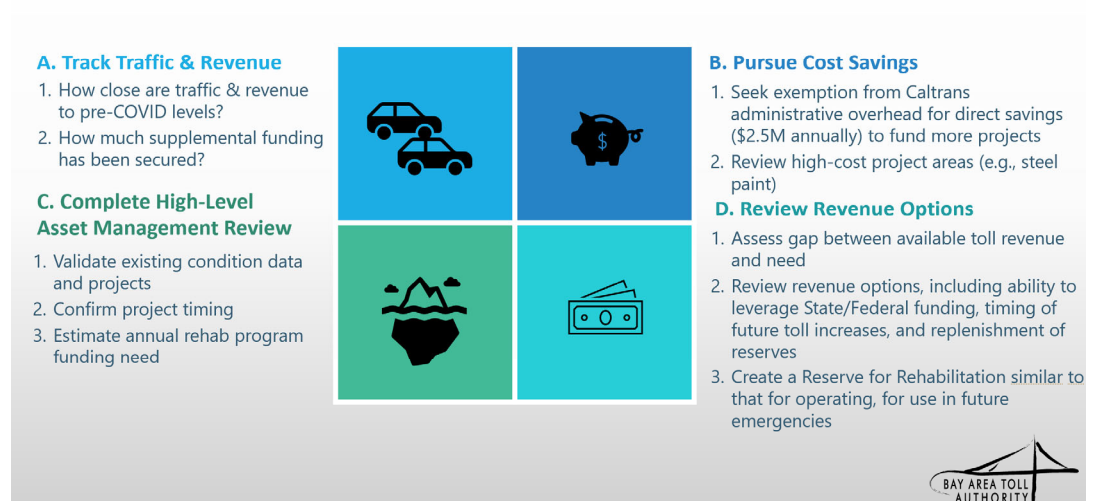 A. Track Traffic & Revenue
1. How close are traffic & revenue
to pre-COVID levels?
2. How much supplemental funding
has been secured?
C. Complete High-Level
Asset Management Review
1. Validate existing condition data
and projects
2. Confirm project timing
3. Estimate annual rehab program
funding need
$
B. Pursue Cost Savings
1. Seek exemption from Caltrans
administrative overhead for direct savings
($2.5M annually) to fund more projects
2. Review high-cost project areas (e.g., steel
paint)
D. Review Revenue Options
1. Assess gap between available toll revenue
and need
2. Review revenue options, including ability to
leverage State/Federal funding, timing of
future toll increases, and replenishment of
reserves
3. Create a Reserve for Rehabilitation similar to
that for operating, for use in future
emergencies
BAY AREA TOLL
AUTHORITY